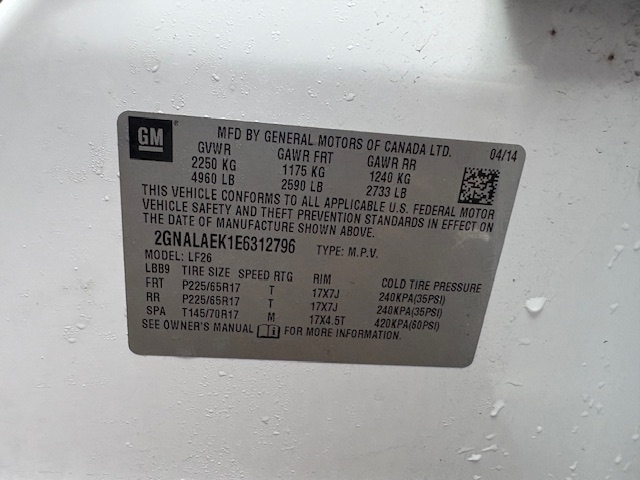 GM
MFD BY GENERAL MOTORS OF CANADA LTD. 04/14
GVWR GAWR FRT GAWR RR
2250 KG 1175 KG 1240 KG
4960 LB 2590 LB 2733 LB
THIS VEHICLE CONFORMS TO ALL APPLICABLE U.S. FEDERAL MOTOR
VEHICLE SAFETY AND THEFT PREVENTION STANDARDS IN EFFECT ON
THE DATE OF MANUFACTURE SHOWN ABOVE.
2GNALAEK1E6312796 TYPE: M.P.V.
MODEL: LF26
LBB9 TIRE SIZE SPEED RTG RIM COLD TIRE PRESSURE
FRT P225/65R17 T 17X7J 240KPA(35PSI)
RR P225/65R17 T 17X7J 240KPA(35PSI)
SPA T145/70R17 M 17X4.5T 420KPA(60PSI)
SEE OWNER'S MANUAL FOR MORE INFORMATION.